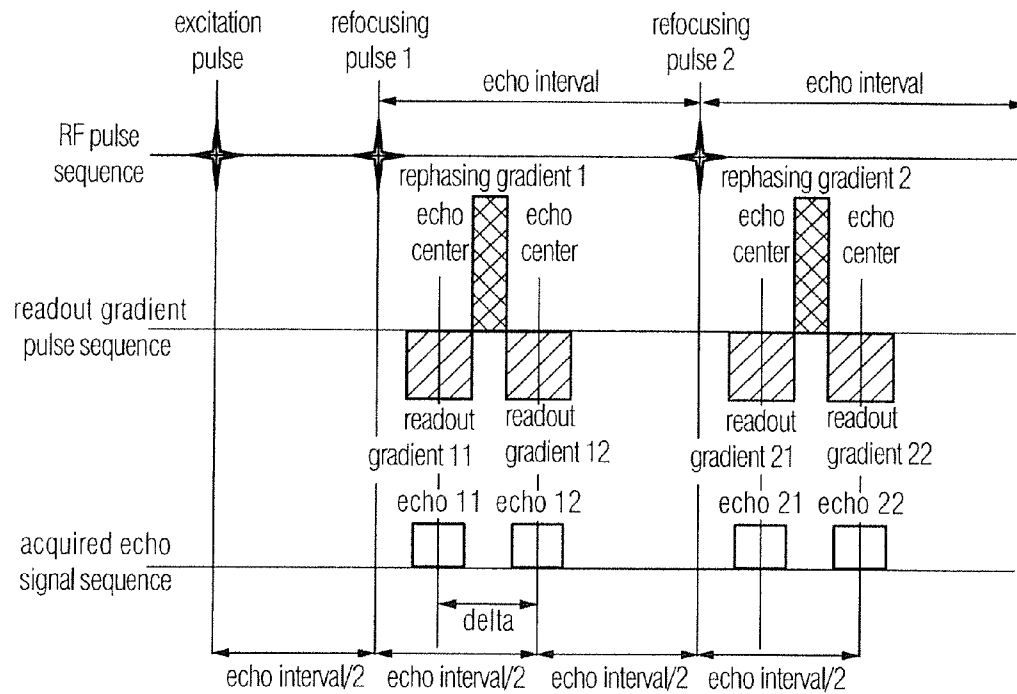 excitation
pulse
refocusing
pulse 1
refocusing
pulse 2
echo interval
echo interval
RF pulse
sequence
rephasing gradient 1
rephasing gradient 2
echo
center
echo
center
echo
center
echo
center
readout gradient
pulse sequence
readout
gradient 11
readout
gradient 12
readout
gradient 21
readout
gradient 22
echo 11
echo 12
echo 21
echo 22
acquired echo
signal sequence
delta
echo interval/2
echo interval/2
echo interval/2
echo interval/2